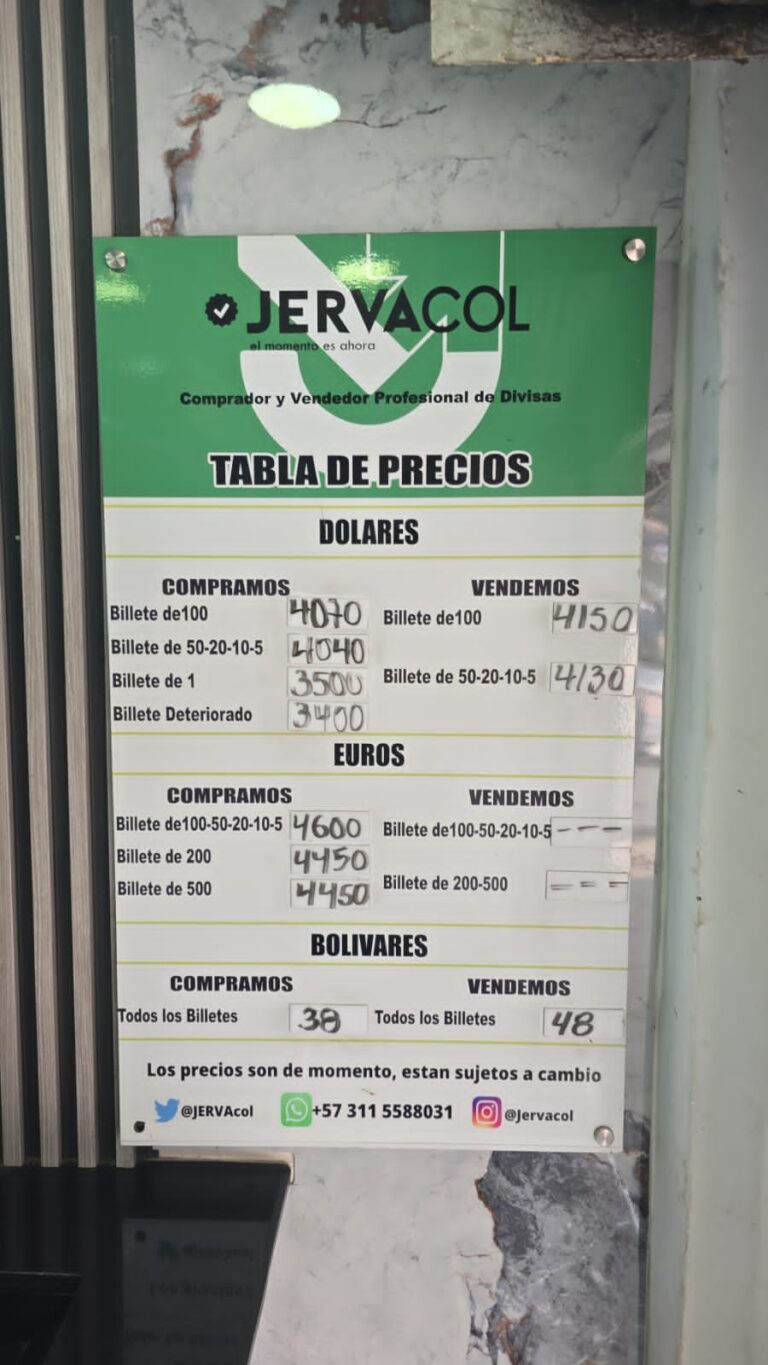 JERVACOL
el momento es ahora
Comprador y Vendedor Profesional de Divisas
TABLA DE PRECIOS
DOLARES
COMPRAMOS VENDEMOS
Billete de100 4070 Billete de100 4150
Billete de 50-20-10-5 4040
Billete de 50-20-10-5 4130
Billete de 1 3500
Billete Deteriorado 3400
EUROS
COMPRAMOS VENDEMOS
Billete de100-50-20-10-5 4600 Billete de100-50-20-10-5 ---
Billete de 200 4450
Billete de 500 4450 Billete de 200-500 ---
BOLIVARES
COMPRAMOS VENDEMOS
Todos los Billetes 38 Todos los Billetes 48
Los precios son de momento, estan sujetos a cambio
@JERVAcol +57 311 5588031 @Jervacol